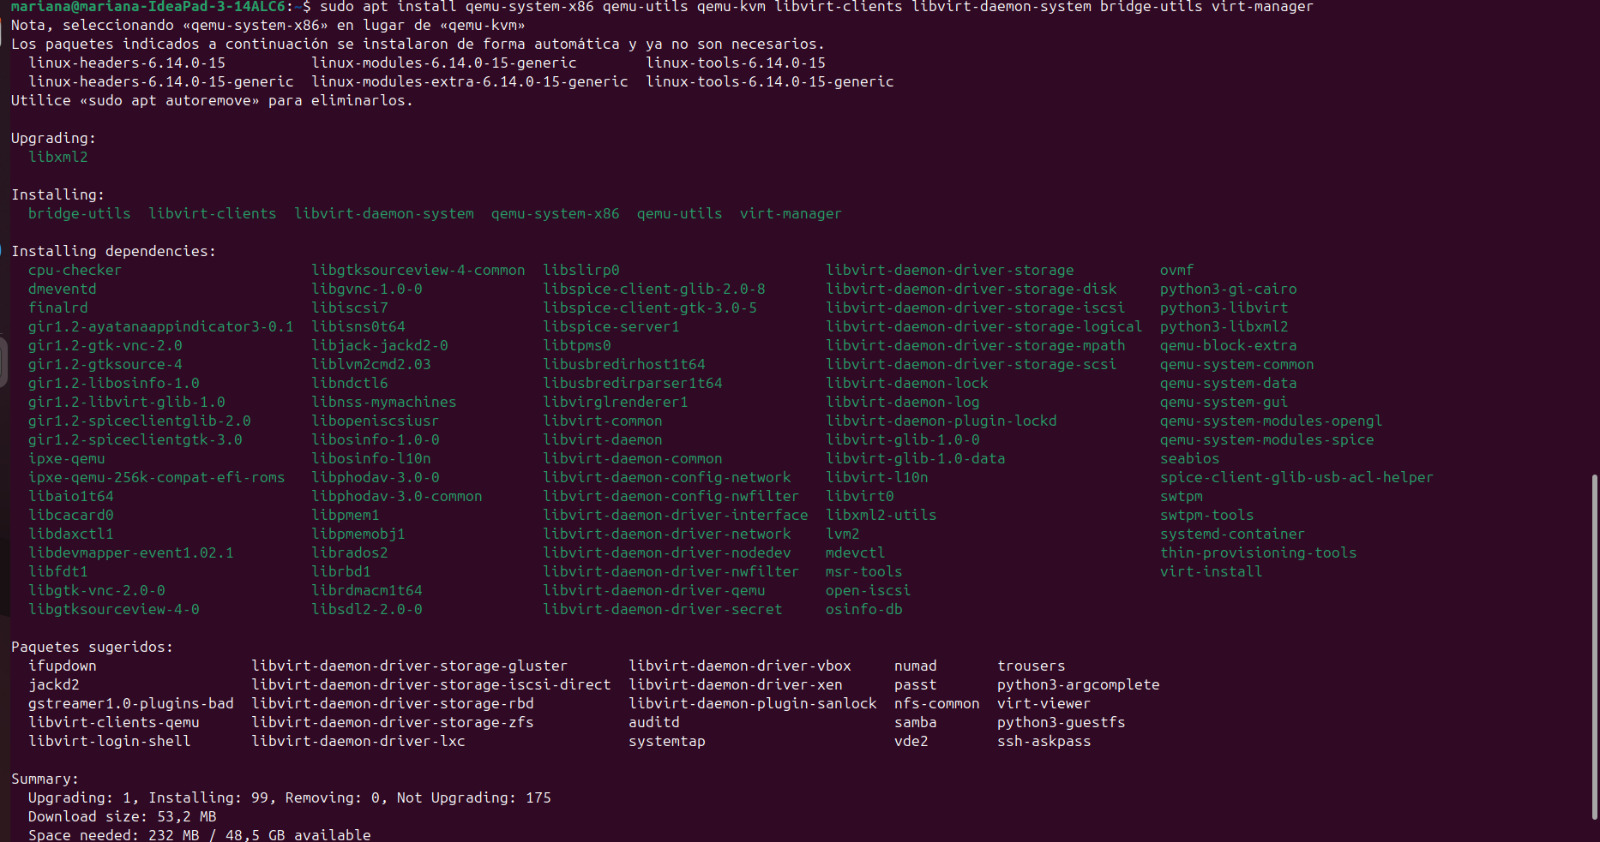 mariana@mariana-IdeaPad-3-14ALC6:~$ sudo apt install qemu-system-x86 qemu-utils qemu-kvm libvirt-clients libvirt-daemon-system bridge-utils virt-manager
Nota, seleccionando «qemu-system-x86» en lugar de «qemu-kvm»
Los paquetes indicados a continuación se instalaron de forma automática y ya no son necesarios.
linux-headers-6.14.0-15 linux-modules-6.14.0-15-generic linux-tools-6.14.0-15
linux-headers-6.14.0-15-generic linux-modules-extra-6.14.0-15-generic linux-tools-6.14.0-15-generic
Utilice «sudo apt autoremove» para eliminarlos.
Upgrading:
libxml2
Installing:
bridge-utils libvirt-clients libvirt-daemon-system qemu-system-x86 qemu-utils virt-manager
Installing dependencies:
cpu-checker libgtksourceview-4-common libslirp0 libvirt-daemon-driver-storage ovmf
dmeventd libgvnc-1.0-0 libspice-client-glib-2.0-8 libvirt-daemon-driver-storage-disk python3-gi-cairo
finalrd libiscsi7 libspice-client-gtk-3.0-5 libvirt-daemon-driver-storage-iscsi python3-libvirt
gir1.2-ayatanaappindicator3-0.1 libisns0t64 libspice-server1 libvirt-daemon-driver-storage-logical python3-libxml2
gir1.2-gtk-vnc-2.0 libjack-jackd2-0 libtpms0 libvirt-daemon-driver-storage-mpath qemu-block-extra
gir1.2-gtksource-4 liblvm2cmd2.03 libusbredirhost1t64 libvirt-daemon-driver-storage-scsi qemu-system-common
gir1.2-libosinfo-1.0 libndctl6 libusbredirparser1t64 libvirt-daemon-lock qemu-system-data
gir1.2-libvirt-glib-1.0 libnss-mymachines libvirglrenderer1 libvirt-daemon-log qemu-system-gui
gir1.2-spiceclientglib-2.0 libopeniscsiusr libvirt-common libvirt-daemon-plugin-lockd qemu-system-modules-opengl
gir1.2-spiceclientgtk-3.0 libosinfo-1.0-0 libvirt-daemon libvirt-glib-1.0-0 qemu-system-modules-spice
ipxe-qemu libosinfo-l10n libvirt-daemon-common libvirt-glib-1.0-data seabios
ipxe-qemu-256k-compat-efi-roms libphodav-3.0-0 libvirt-daemon-config-network libvirt-l10n spice-client-glib-usb-acl-helper
libaio1t64 libphodav-3.0-common libvirt-daemon-config-nwfilter libvirt0 swtpm
libcacard0 libpmem1 libvirt-daemon-driver-interface libxml2-utils swtpm-tools
libdaxctl1 libpmemobj1 libvirt-daemon-driver-network lvm2 systemd-container
libdevmapper-event1.02.1 librados2 libvirt-daemon-driver-nodedev mdevctl thin-provisioning-tools
libfdt1 librbd1 libvirt-daemon-driver-nwfilter msr-tools virt-install
libgtk-vnc-2.0-0 librdmacm1t64 libvirt-daemon-driver-qemu open-iscsi
libgtksourceview-4-0 libsdl2-2.0-0 libvirt-daemon-driver-secret osinfo-db
Paquetes sugeridos:
ifupdown libvirt-daemon-driver-storage-gluster libvirt-daemon-driver-vbox numad trousers
jackd2 libvirt-daemon-driver-storage-iscsi-direct libvirt-daemon-driver-xen passt python3-argcomplete
gstreamer1.0-plugins-bad libvirt-daemon-driver-storage-rbd libvirt-daemon-plugin-sanlock nfs-common virt-viewer
libvirt-clients-qemu libvirt-daemon-driver-storage-zfs auditd samba python3-guestfs
libvirt-login-shell libvirt-daemon-driver-lxc systemtap vde2 ssh-askpass
Summary:
Upgrading: 1, Installing: 99, Removing: 0, Not Upgrading: 175
Download size: 53,2 MB
Space needed: 232 MB / 48,5 GB available